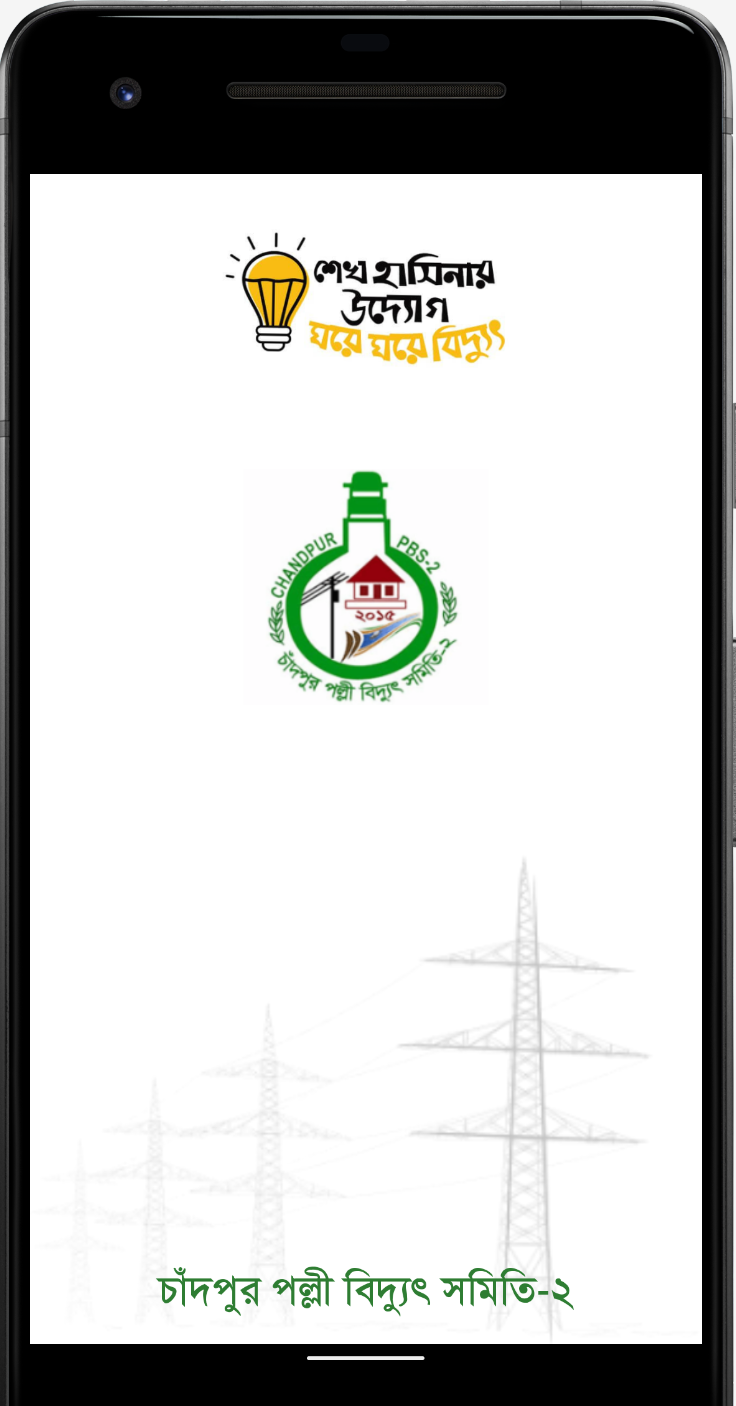 শেখ হাসিনার
উদ্যোগ
ঘরে ঘরে বিদ্যুৎ
CHANDPUR PBS-2
২০১৫
চাঁদপুর পল্লী বিদ্যুৎ সমিতি-২
চাঁদপুর পল্লী বিদ্যুৎ সমিতি-২